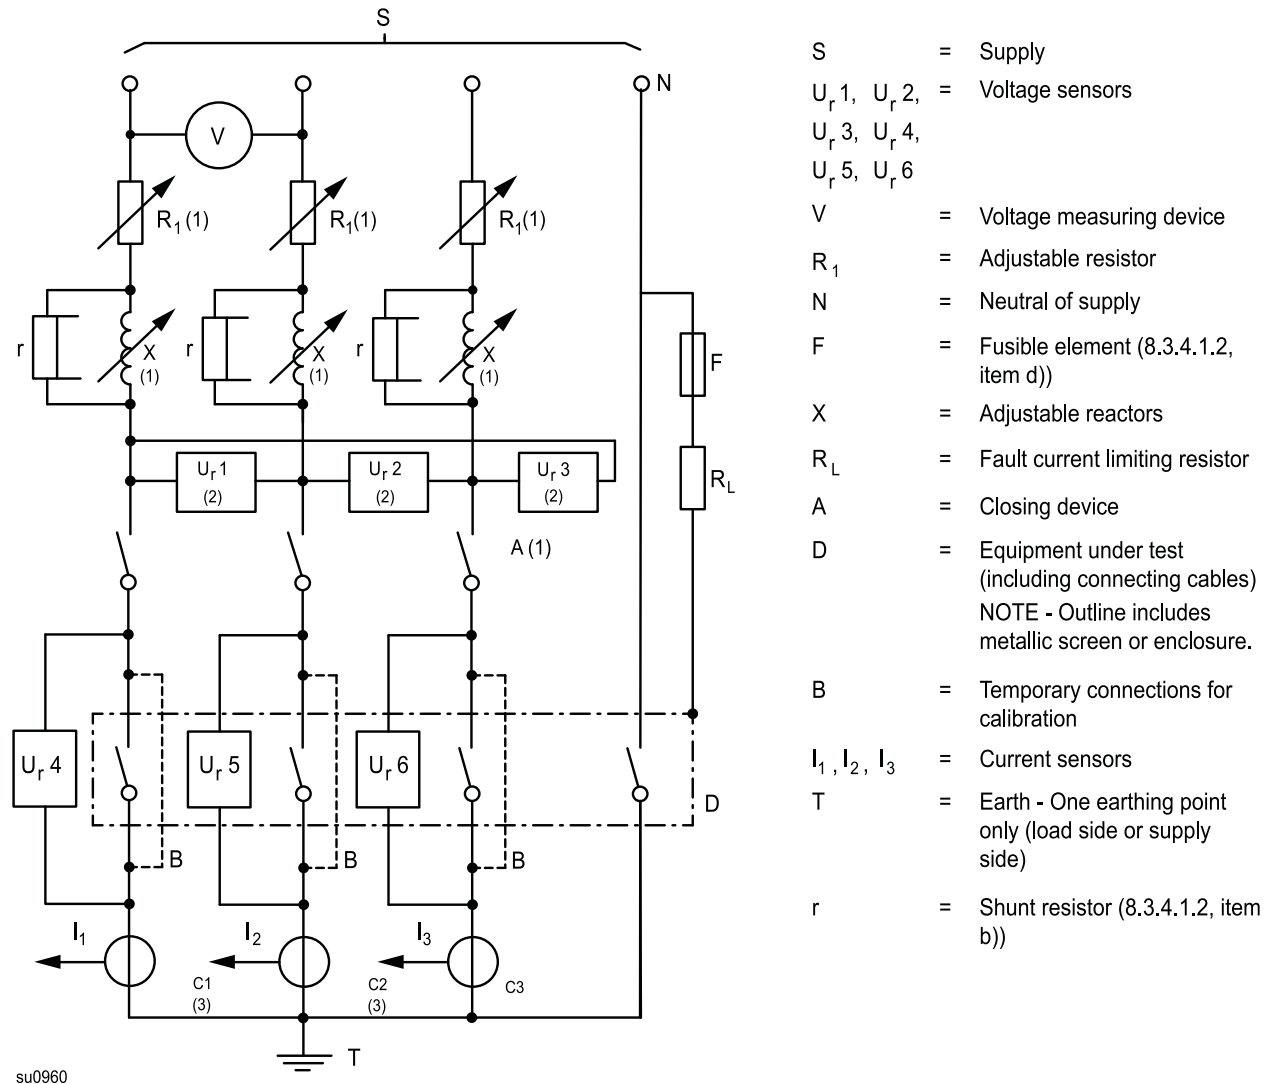 S
N
V
R1(1)
R1(1)
R1(1)
r
X
(1)
r
X
(1)
r
X
(1)
F
RL
Ur 1
(2)
Ur 2
(2)
Ur 3
(2)
A (1)
Ur 4
Ur 5
Ur 6
D
B
B
B
I1
I2
I3
C1
(3)
C2
(3)
C3
T
su0960
S = Supply
Ur 1, Ur 2, = Voltage sensors
Ur 3, Ur 4,
Ur 5, Ur 6
V = Voltage measuring device
R1 = Adjustable resistor
N = Neutral of supply
F = Fusible element (8.3.4.1.2,
item d))
X = Adjustable reactors
RL = Fault current limiting resistor
A = Closing device
D = Equipment under test
(including connecting cables)
NOTE - Outline includes
metallic screen or enclosure.
B = Temporary connections for
calibration
I1 , I2 , I3 = Current sensors
T = Earth - One earthing point
only (load side or supply
side)
r = Shunt resistor (8.3.4.1.2, item
b))